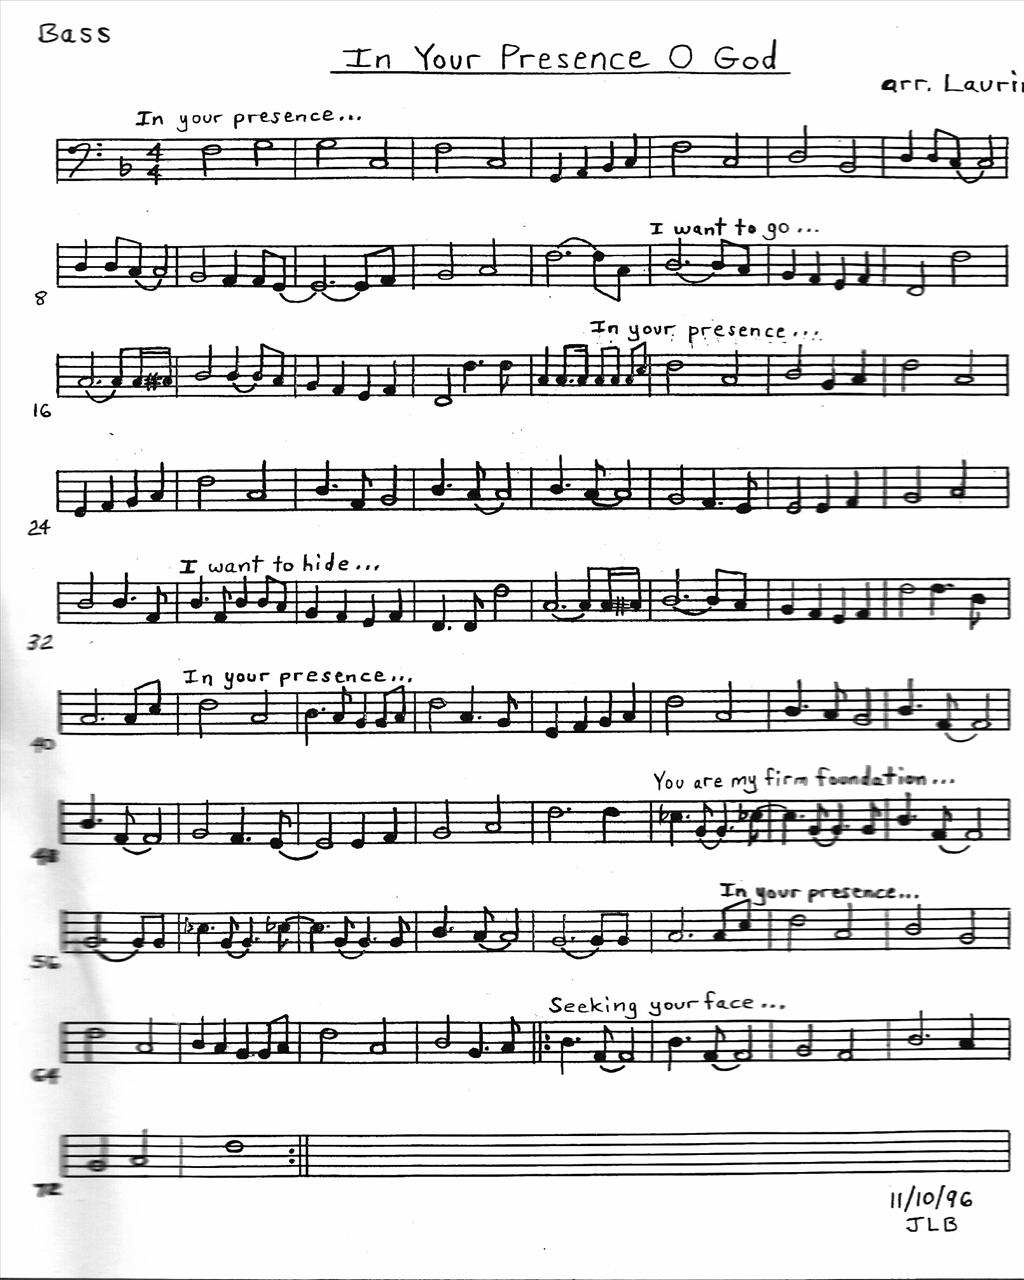 Bass
In Your Presence O God
arr. Laurin
In your presence...
4
4
I want to go...
8
In your presence...
16
24
I want to hide...
32
In your presence...
40
You are my firm foundation...
48
In your presence...
56
Seeking your face...
64
72
11/10/96
JLB